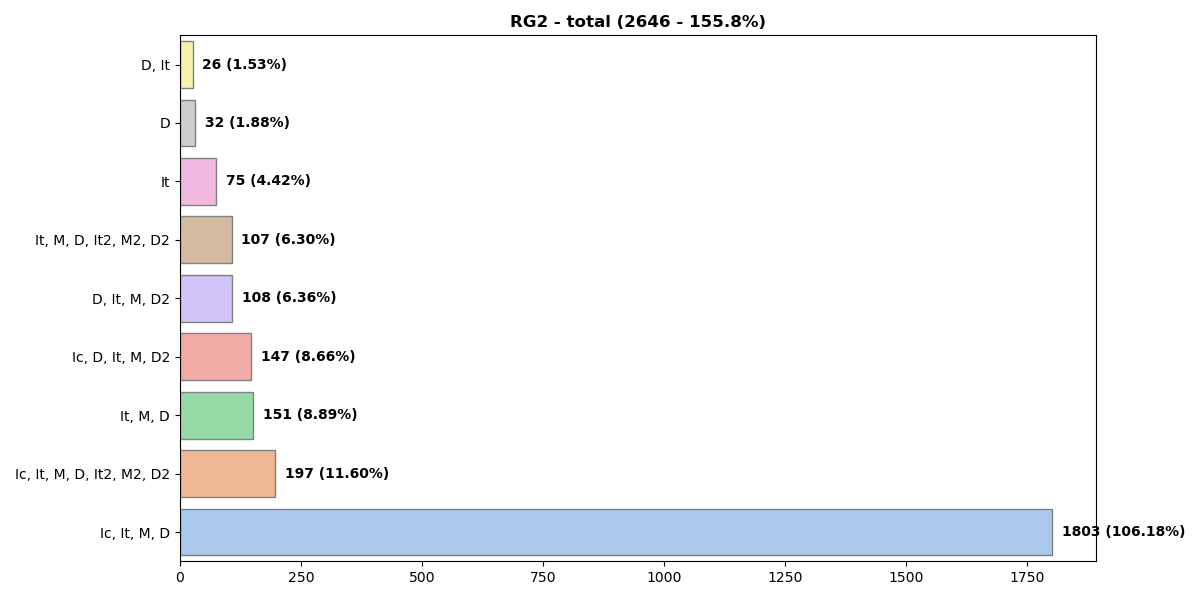 RG2 - total (2646 - 155.8%)
D, It
26 (1.53%)
D
32 (1.88%)
It
75 (4.42%)
It, M, D, It2, M2, D2
107 (6.30%)
D, It, M, D2
108 (6.36%)
Ic, D, It, M, D2
147 (8.66%)
It, M, D
151 (8.89%)
Ic, It, M, D, It2, M2, D2
197 (11.60%)
Ic, It, M, D
1803 (106.18%)
0 250 500 750 1000 1250 1500 1750